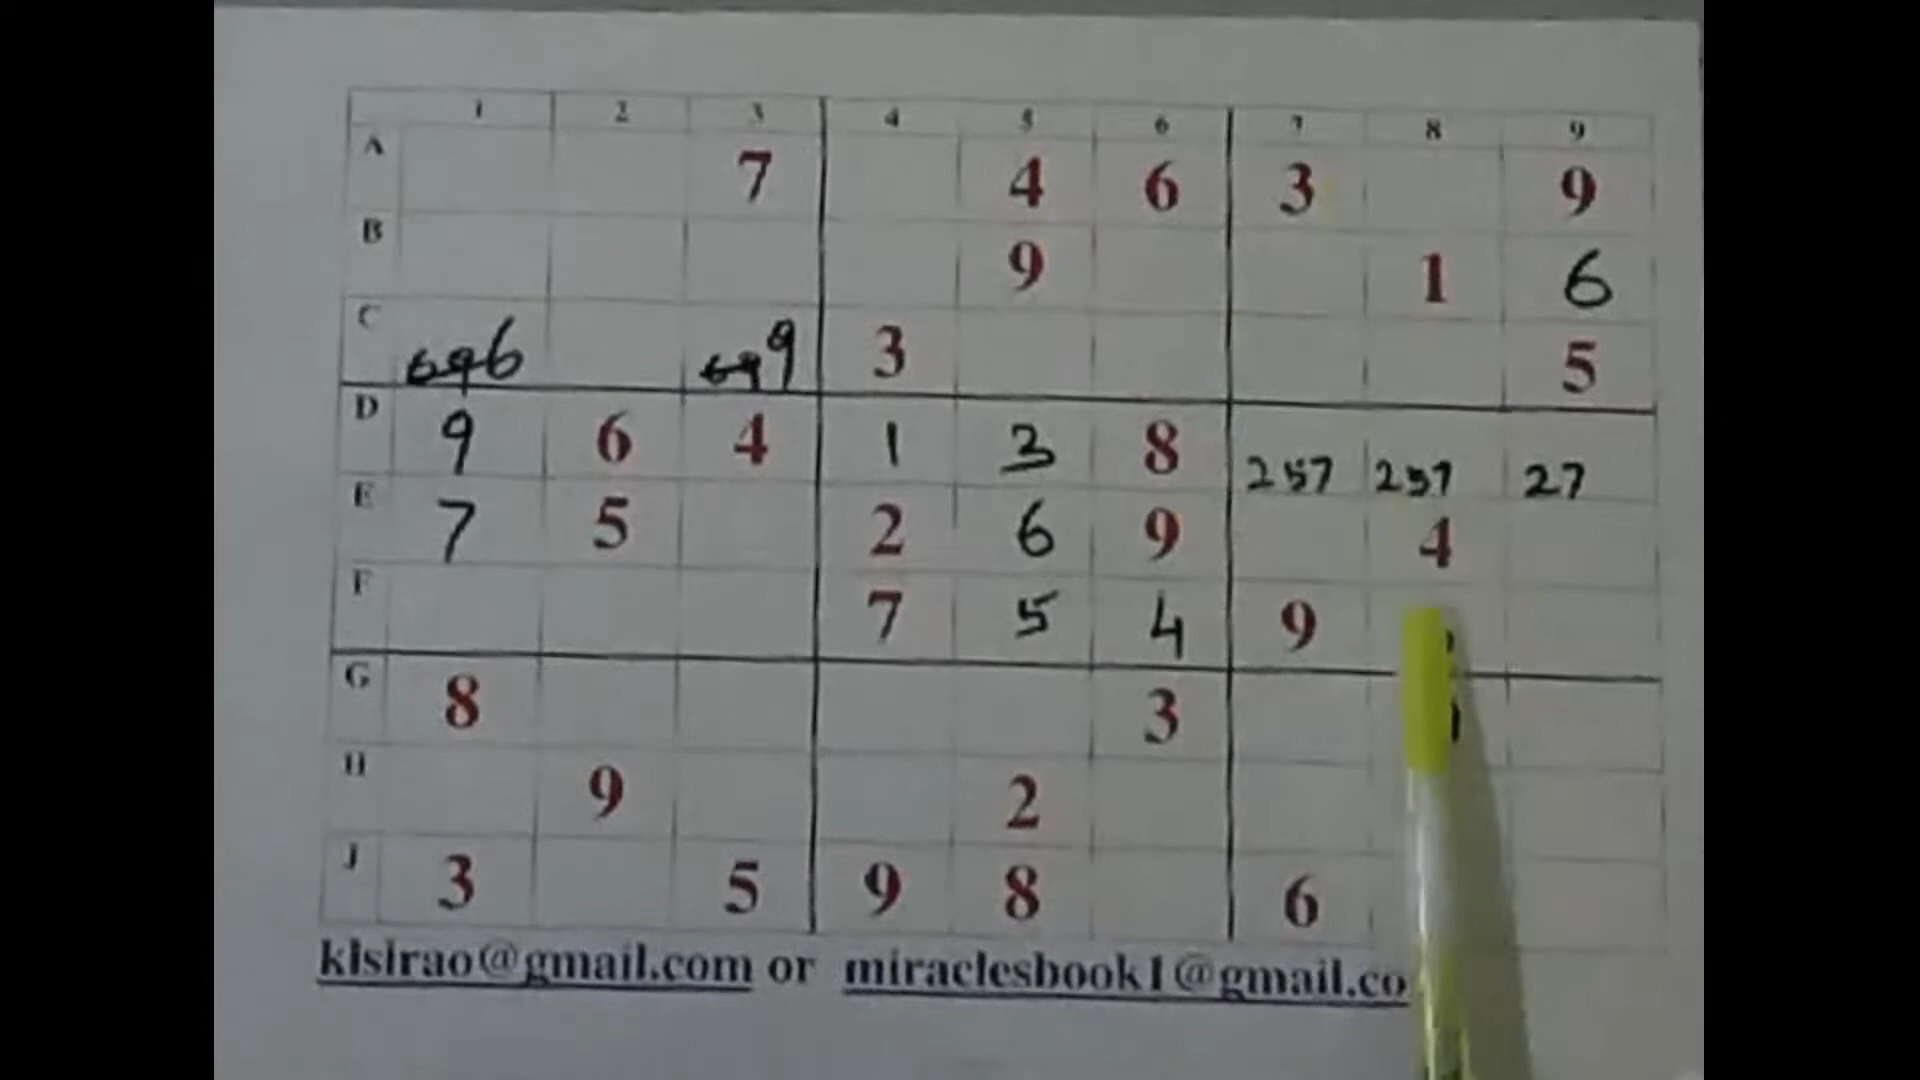 1 2 3 4 5 6 7 8 9
A 7 4 6 3 9
B 9 1 6
C 696 699 3 5
D 9 6 4 1 3 8 257 257 27
E 7 5 2 6 9 4
F 7 5 4 9
G 8 3
H 9 2
J 3 5 9 8 6
klsirao@gmail.com or miraclesbook1@gmail.co